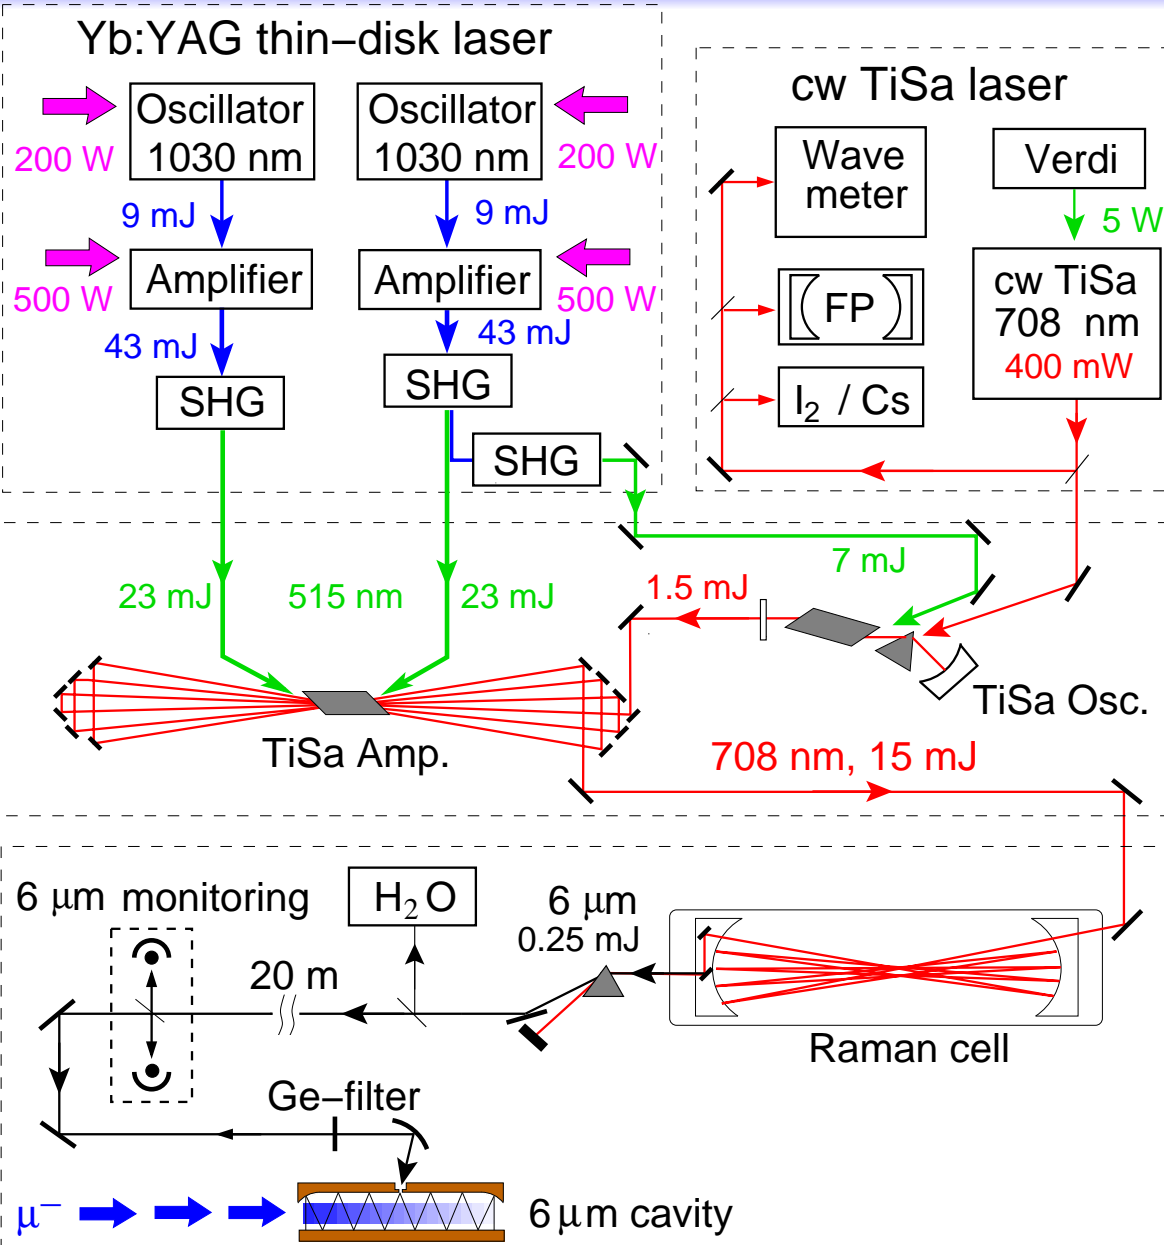 Yb:YAG thin−disk laser
Oscillator
1030 nm
Oscillator
1030 nm
200 W
200 W
9 mJ
9 mJ
Amplifier
Amplifier
500 W
500 W
43 mJ
43 mJ
SHG
SHG
SHG
cw TiSa laser
Wave
meter
Verdi
5 W
FP
cw TiSa
708 nm
400 mW
I₂ / Cs
23 mJ
515 nm
23 mJ
7 mJ
1.5 mJ
TiSa Osc.
TiSa Amp.
708 nm, 15 mJ
6 μm monitoring
H₂O
6 μm
0.25 mJ
20 m
Raman cell
Ge−filter
μ⁻
6 μm cavity